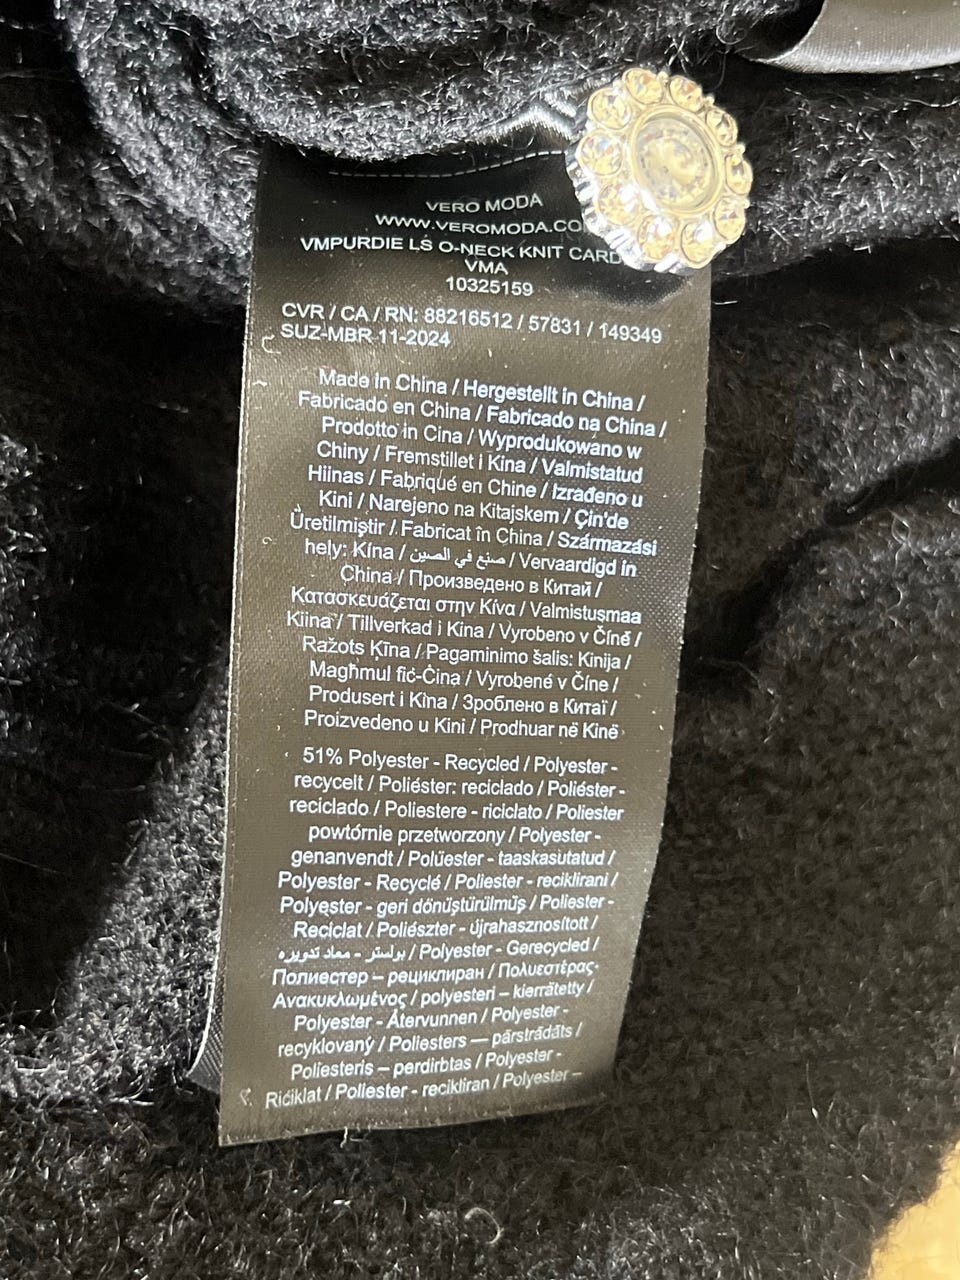 VERO MODA
WWW.VEROMODA.CO
VMPURDIE LS O-NECK KNIT CARD
VMA
10325159
CVR / CA / RN: 88216512 / 57831 / 149349
SUZ-MBR 11-2024
Made in China / Hergestellt in China /
Fabricado en China / Fabricado na China /
Prodotto in Cina / Wyprodukowano w
Chiny / Fremstillet i Kina / Valmistatud
Hiinas / Fabriqué en Chine / Izrađeno u
Kini / Narejeno na Kitajskem / Çin'de
Üretilmiştir / Fabricat în China / Származási
hely: Kína / صنع في الصين / Vervaardigd in
China / Произведено в Китай /
Κατασκευάζεται στην Κίνα / Valmistusmaa
Kiina / Tillverkad i Kina / Vyrobeno v Číně /
Ražots Ķīna / Pagaminimo šalis: Kinija /
Magħmul fiċ-Ċina / Vyrobené v Číne /
Produsert i Kina / Зроблено в Китаї /
Proizvedeno u Kini / Prodhuar në Kinë
51% Polyester - Recycled / Polyester -
recycelt / Poliéster: reciclado / Poliéster -
reciclado / Poliestere - riciclato / Poliester
powtórnie przetworzony / Polyester -
genanvendt / Polüester - taaskasutatud /
Polyester - Recyclé / Poliester - reciklirani /
Polyester - geri dönüştürülmüş / Poliester -
Reciclat / Poliészter - újrahasznosított /
بولستر - معاد تدويره / Polyester - Gerecycled /
Полиестер – рециклиран / Πολυεστέρας-
Ανακυκλωμένος / polyesteri – kierrätetty /
Polyester - Återvunnen / Polyester -
recyklovaný / Poliesters — pārstrādāts /
Poliesteris – perdirbtas / Polyester -
Riċiklat / Poliester - recikliran / Polyester –